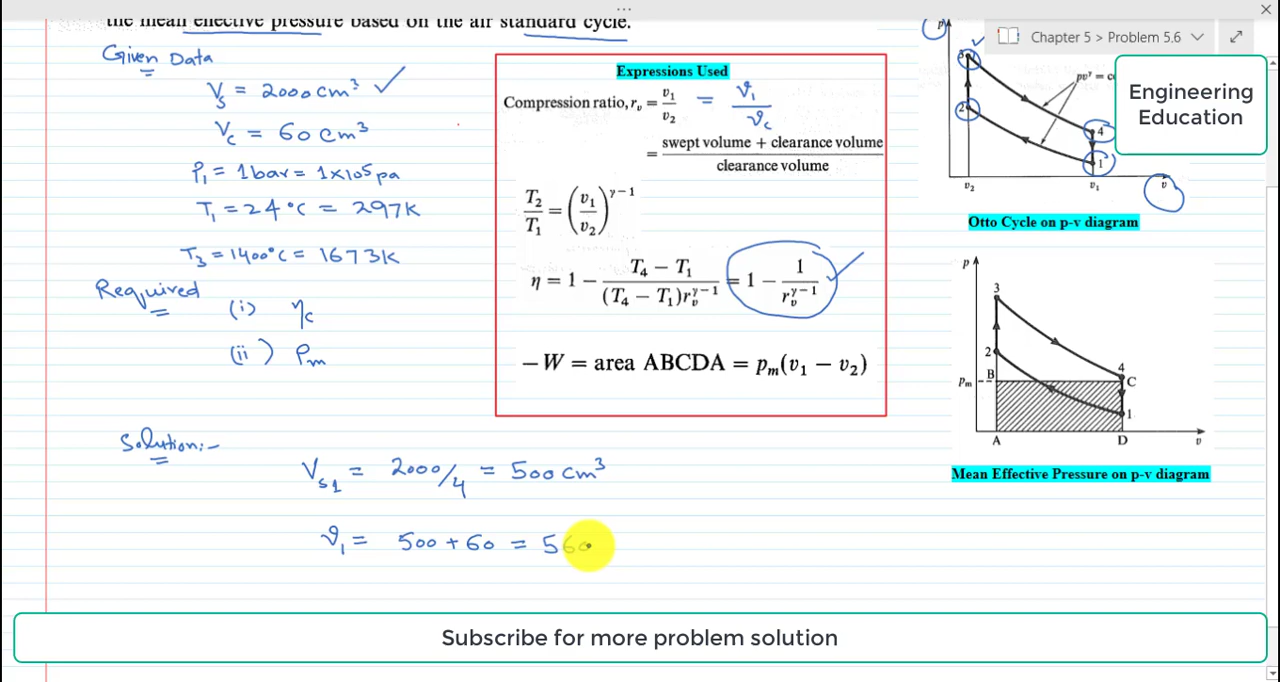 the mean effective pressure based on the air standard cycle.
Chapter 5 > Problem 5.6
Engineering
Education
Given Data
Vs = 2000 cm³ ✓
Vc = 60 cm³
P₁ = 1 bar = 1×10⁵ pa
T₁ = 24 °C = 297K
T₃ = 1400°C = 1673K
Required
(i) ηc
(ii) Pm
Expressions Used
Compression ratio, rᵥ = v₁/v₂ = v₁/vc
= swept volume + clearance volume / clearance volume
T₂/T₁ = (v₁/v₂)^γ−1
η = 1 − T₄ − T₁ / (T₄ − T₁)rᵥ^γ−1 = 1 − 1/rᵥ^γ−1 ✓
−W = area ABCDA = pₘ(v₁ − v₂)
p
3
pvᵞ = c
2
4
1
v₂ v₁ v
Otto Cycle on p-v diagram
p
3
2
4
B
C
pₘ
1
A D v
Mean Effective Pressure on p-v diagram
Solution:-
Vs1 = 2000/4 = 500 cm³
v₁ = 500 + 60 = 560
Subscribe for more problem solution